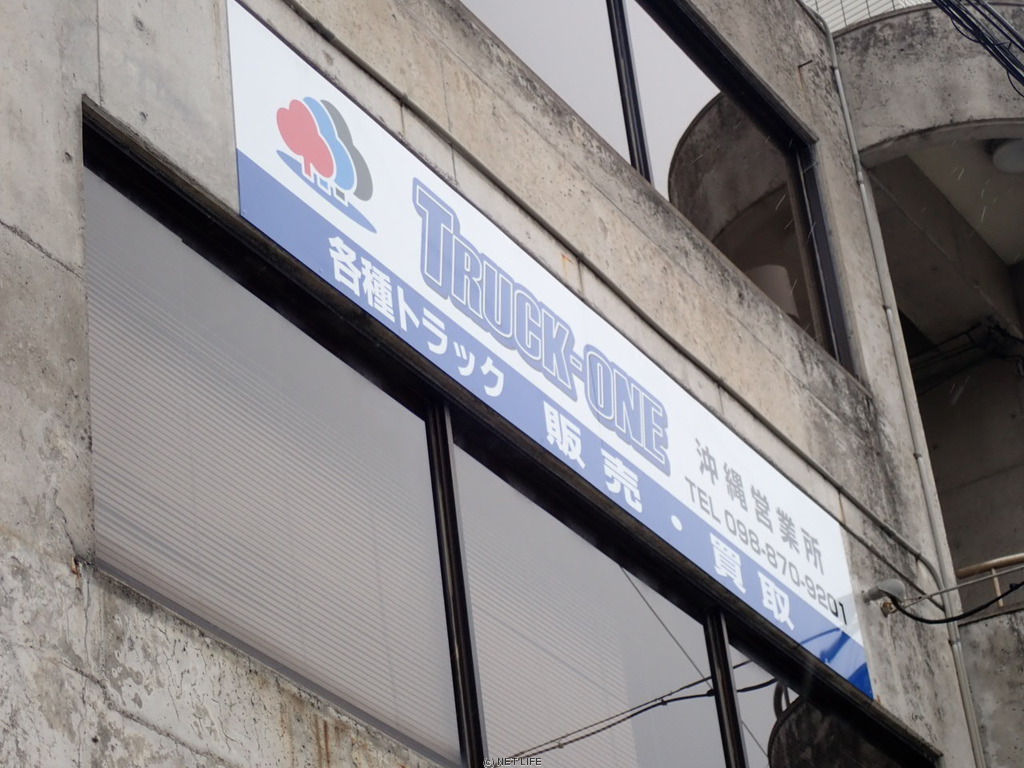 TRUCK-ONE
沖縄営業所
TEL 098-870-9201
各種トラック 販売・買取
© NET LIFE